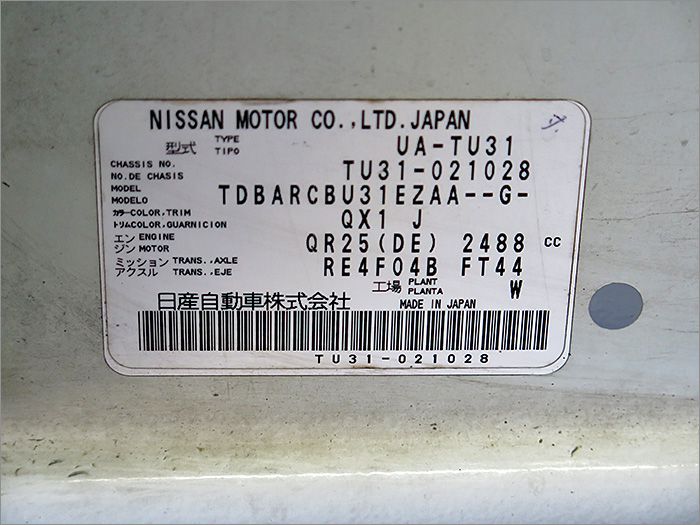 NISSAN MOTOR CO.,LTD.JAPAN
型式 TYPE TIPO UA-TU31
CHASSIS NO. NO.DE CHASIS TU31-021028
MODEL MODELO TDBARCBU31EZAA--G-
カラー COLOR,TRIM トリム COLOR,GUARNICION QX1 J
エンジン ENGINE MOTOR QR25(DE) 2488 CC
ミッション TRANS.,AXLE アクスル TRANS.,EJE RE4F04B FT44
工場 PLANT PLANTA W
日産自動車株式会社 MADE IN JAPAN
TU31-021028